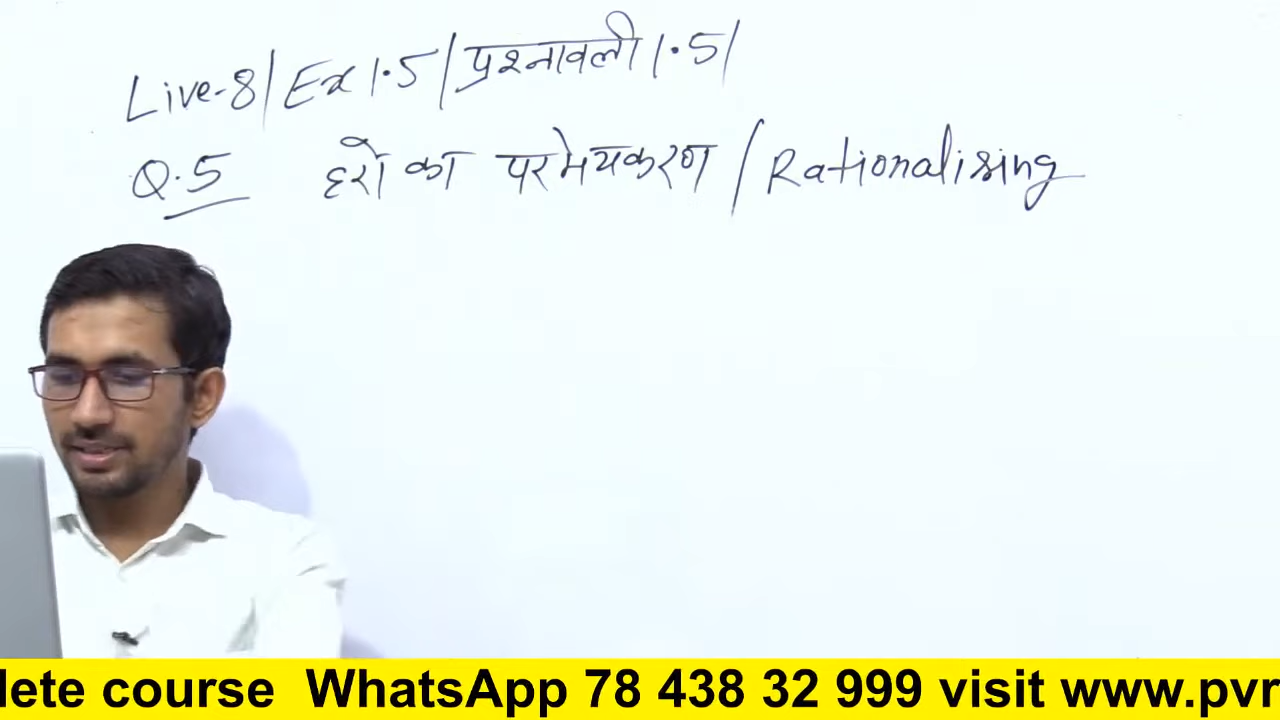 Live-8/ Ex 1.5/ प्रश्नावली 1.5/
Q.5 हरों का परमेयकरण / Rationalising
lete course WhatsApp 78 438 32 999 visit www.pvr